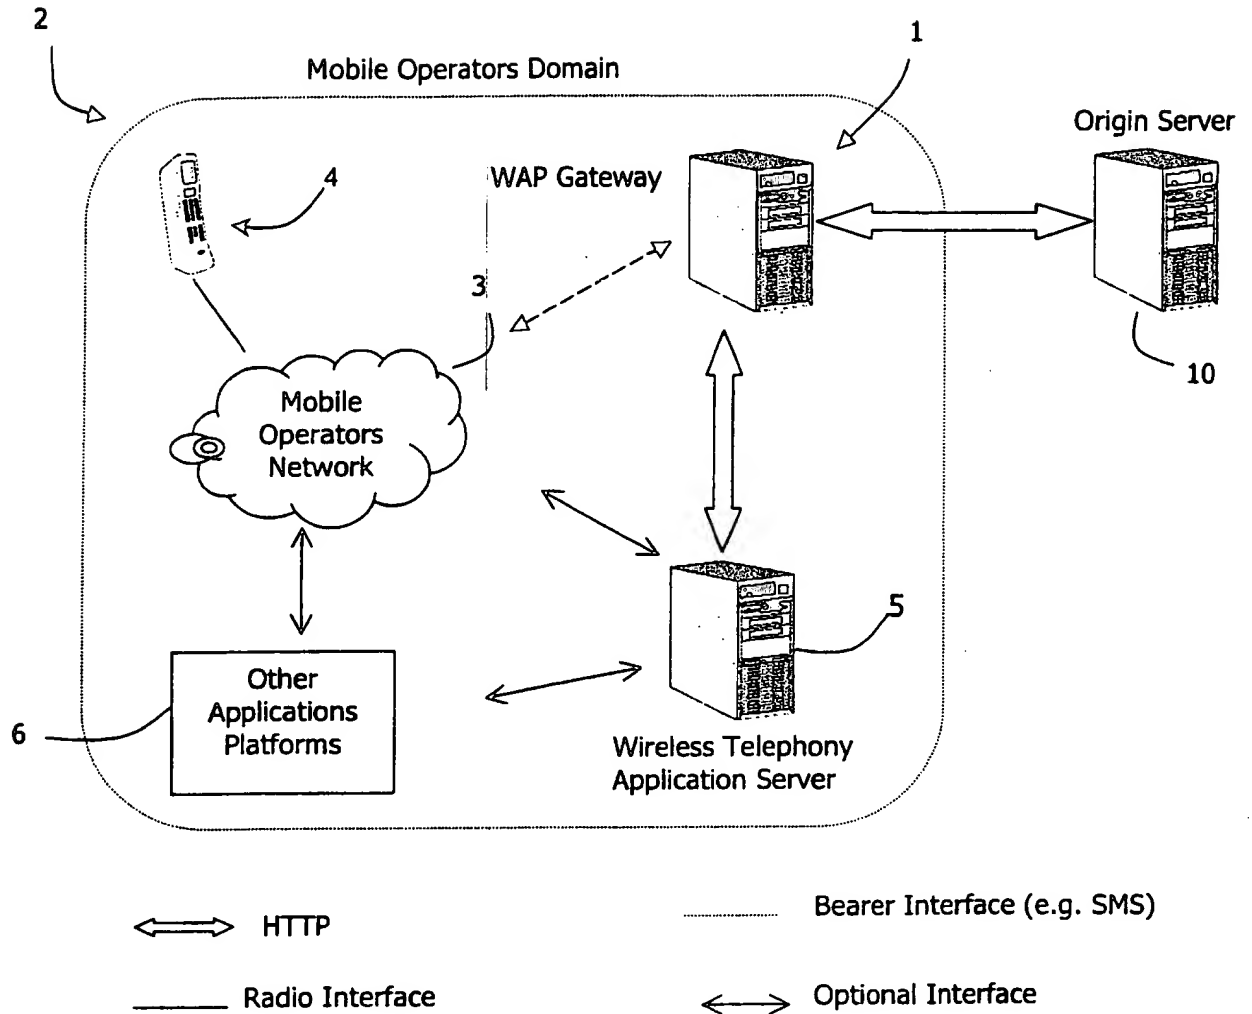 2
1
Mobile Operators Domain
Origin Server
4
WAP Gateway
3
10
Mobile
Operators
Network
5
Other
Applications
Platforms
6
Wireless Telephony
Application Server
HTTP
Bearer Interface (e.g. SMS)
Radio Interface
Optional Interface